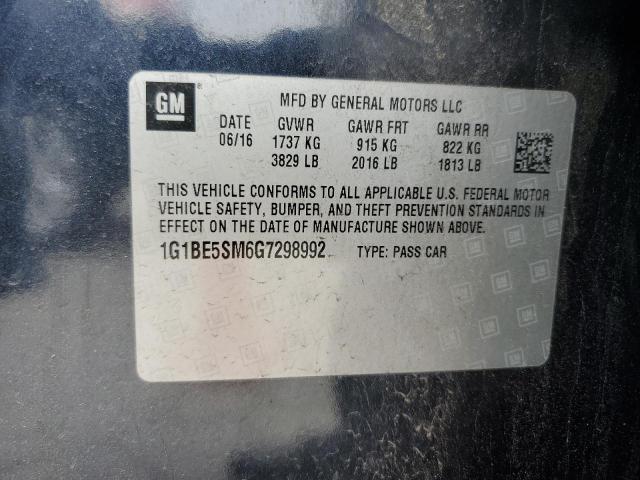 GM
MFD BY GENERAL MOTORS LLC
DATE GVWR GAWR FRT GAWR RR
06/16 1737 KG 915 KG 822 KG
3829 LB 2016 LB 1813 LB
THIS VEHICLE CONFORMS TO ALL APPLICABLE U.S. FEDERAL MOTOR
VEHICLE SAFETY, BUMPER, AND THEFT PREVENTION STANDARDS IN
EFFECT ON THE DATE OF MANUFACTURE SHOWN ABOVE.
1G1BE5SM6G7298992 TYPE: PASS CAR